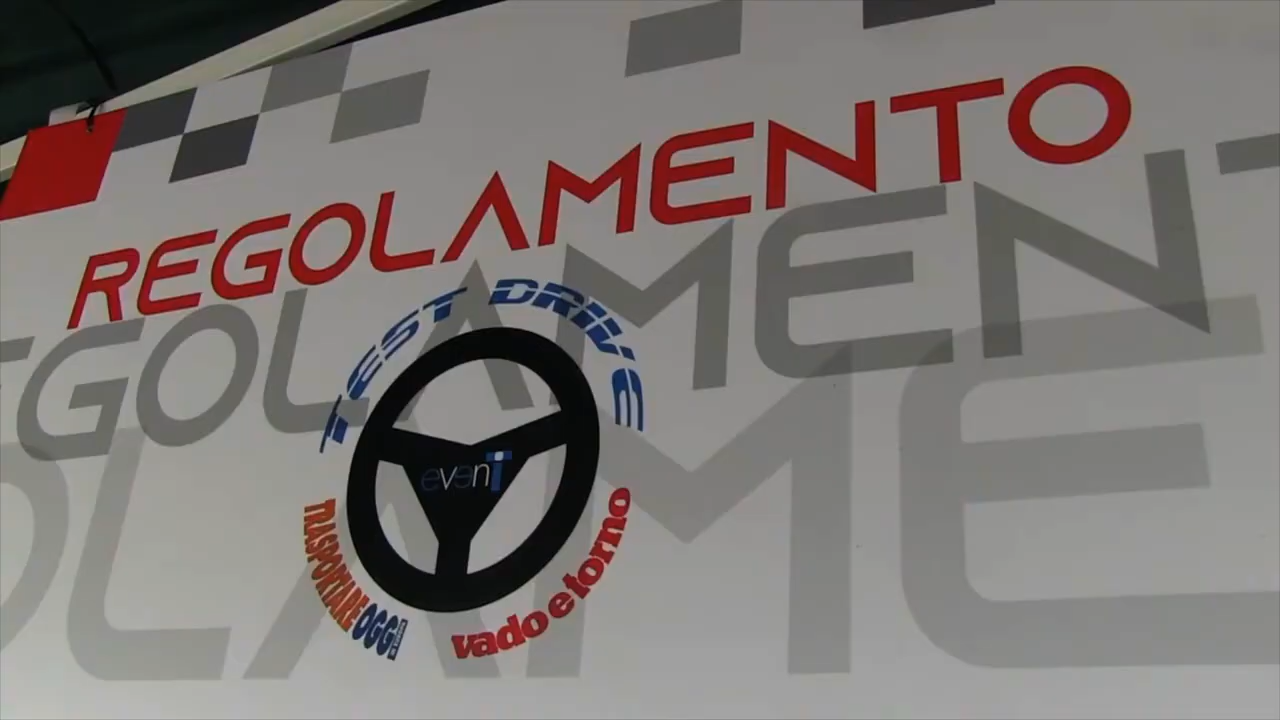 REGOLAMENTO
TEST DRIVE
evenT
TRASPORTARE OGGI
vado e torno